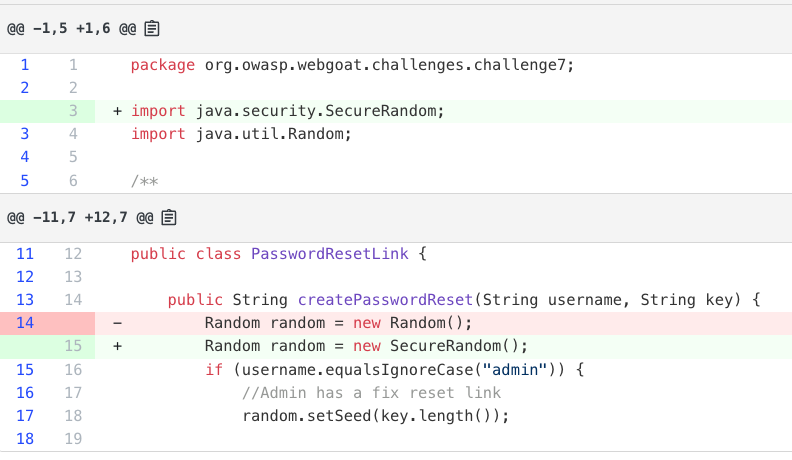 @@ −1,5 +1,6 @@
1 1 package org.owasp.webgoat.challenges.challenge7;
2 2
3 + import java.security.SecureRandom;
3 4 import java.util.Random;
4 5
5 6 /**
@@ −11,7 +12,7 @@
11 12 public class PasswordResetLink {
12 13
13 14 public String createPasswordReset(String username, String key) {
14 − Random random = new Random();
15 + Random random = new SecureRandom();
15 16 if (username.equalsIgnoreCase("admin")) {
16 17 //Admin has a fix reset link
17 18 random.setSeed(key.length());
18 19